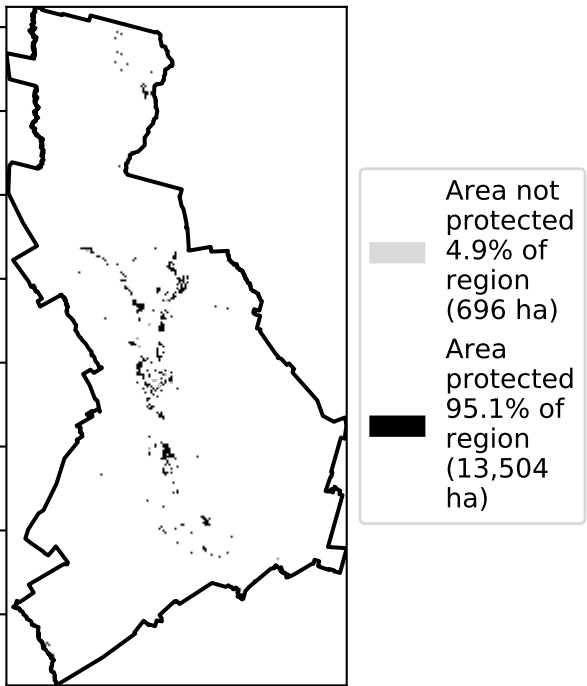 Area not
protected
4.9% of
region
(696 ha)
Area
protected
95.1% of
region
(13,504
ha)